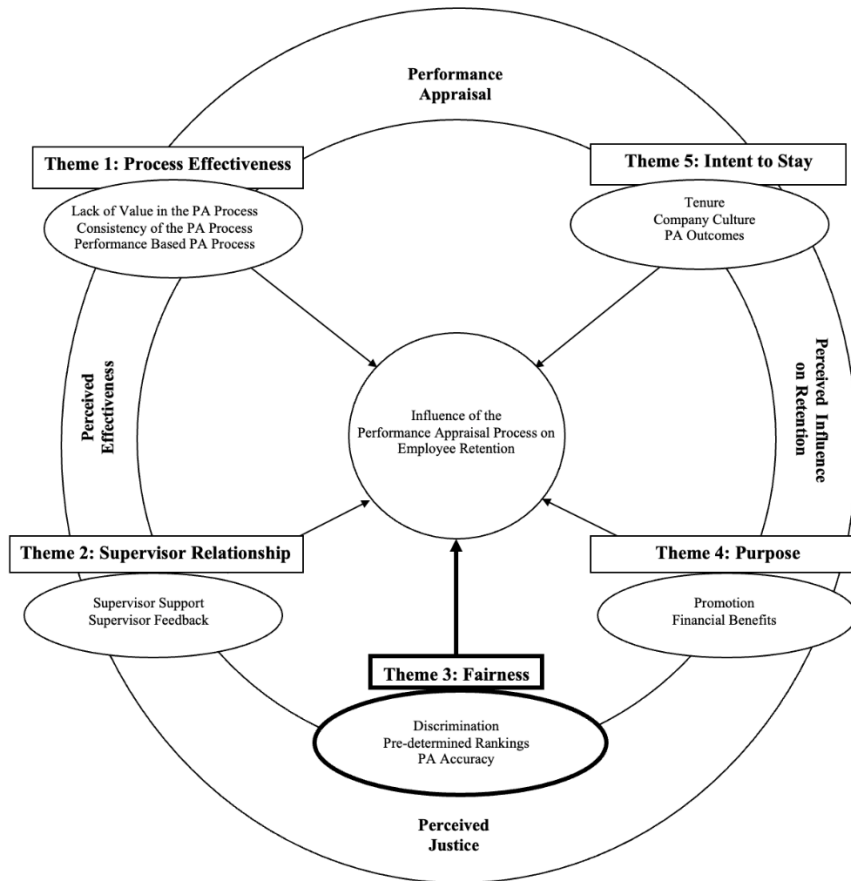 Performance
Appraisal
Theme 1: Process Effectiveness
Lack of Value in the PA Process
Consistency of the PA Process
Performance Based PA Process
Theme 5: Intent to Stay
Tenure
Company Culture
PA Outcomes
Perceived
Effectiveness
Influence of the
Performance Appraisal Process on
Employee Retention
Perceived Influence
on Retention
Theme 2: Supervisor Relationship
Supervisor Support
Supervisor Feedback
Theme 4: Purpose
Promotion
Financial Benefits
Theme 3: Fairness
Discrimination
Pre-determined Rankings
PA Accuracy
Perceived
Justice